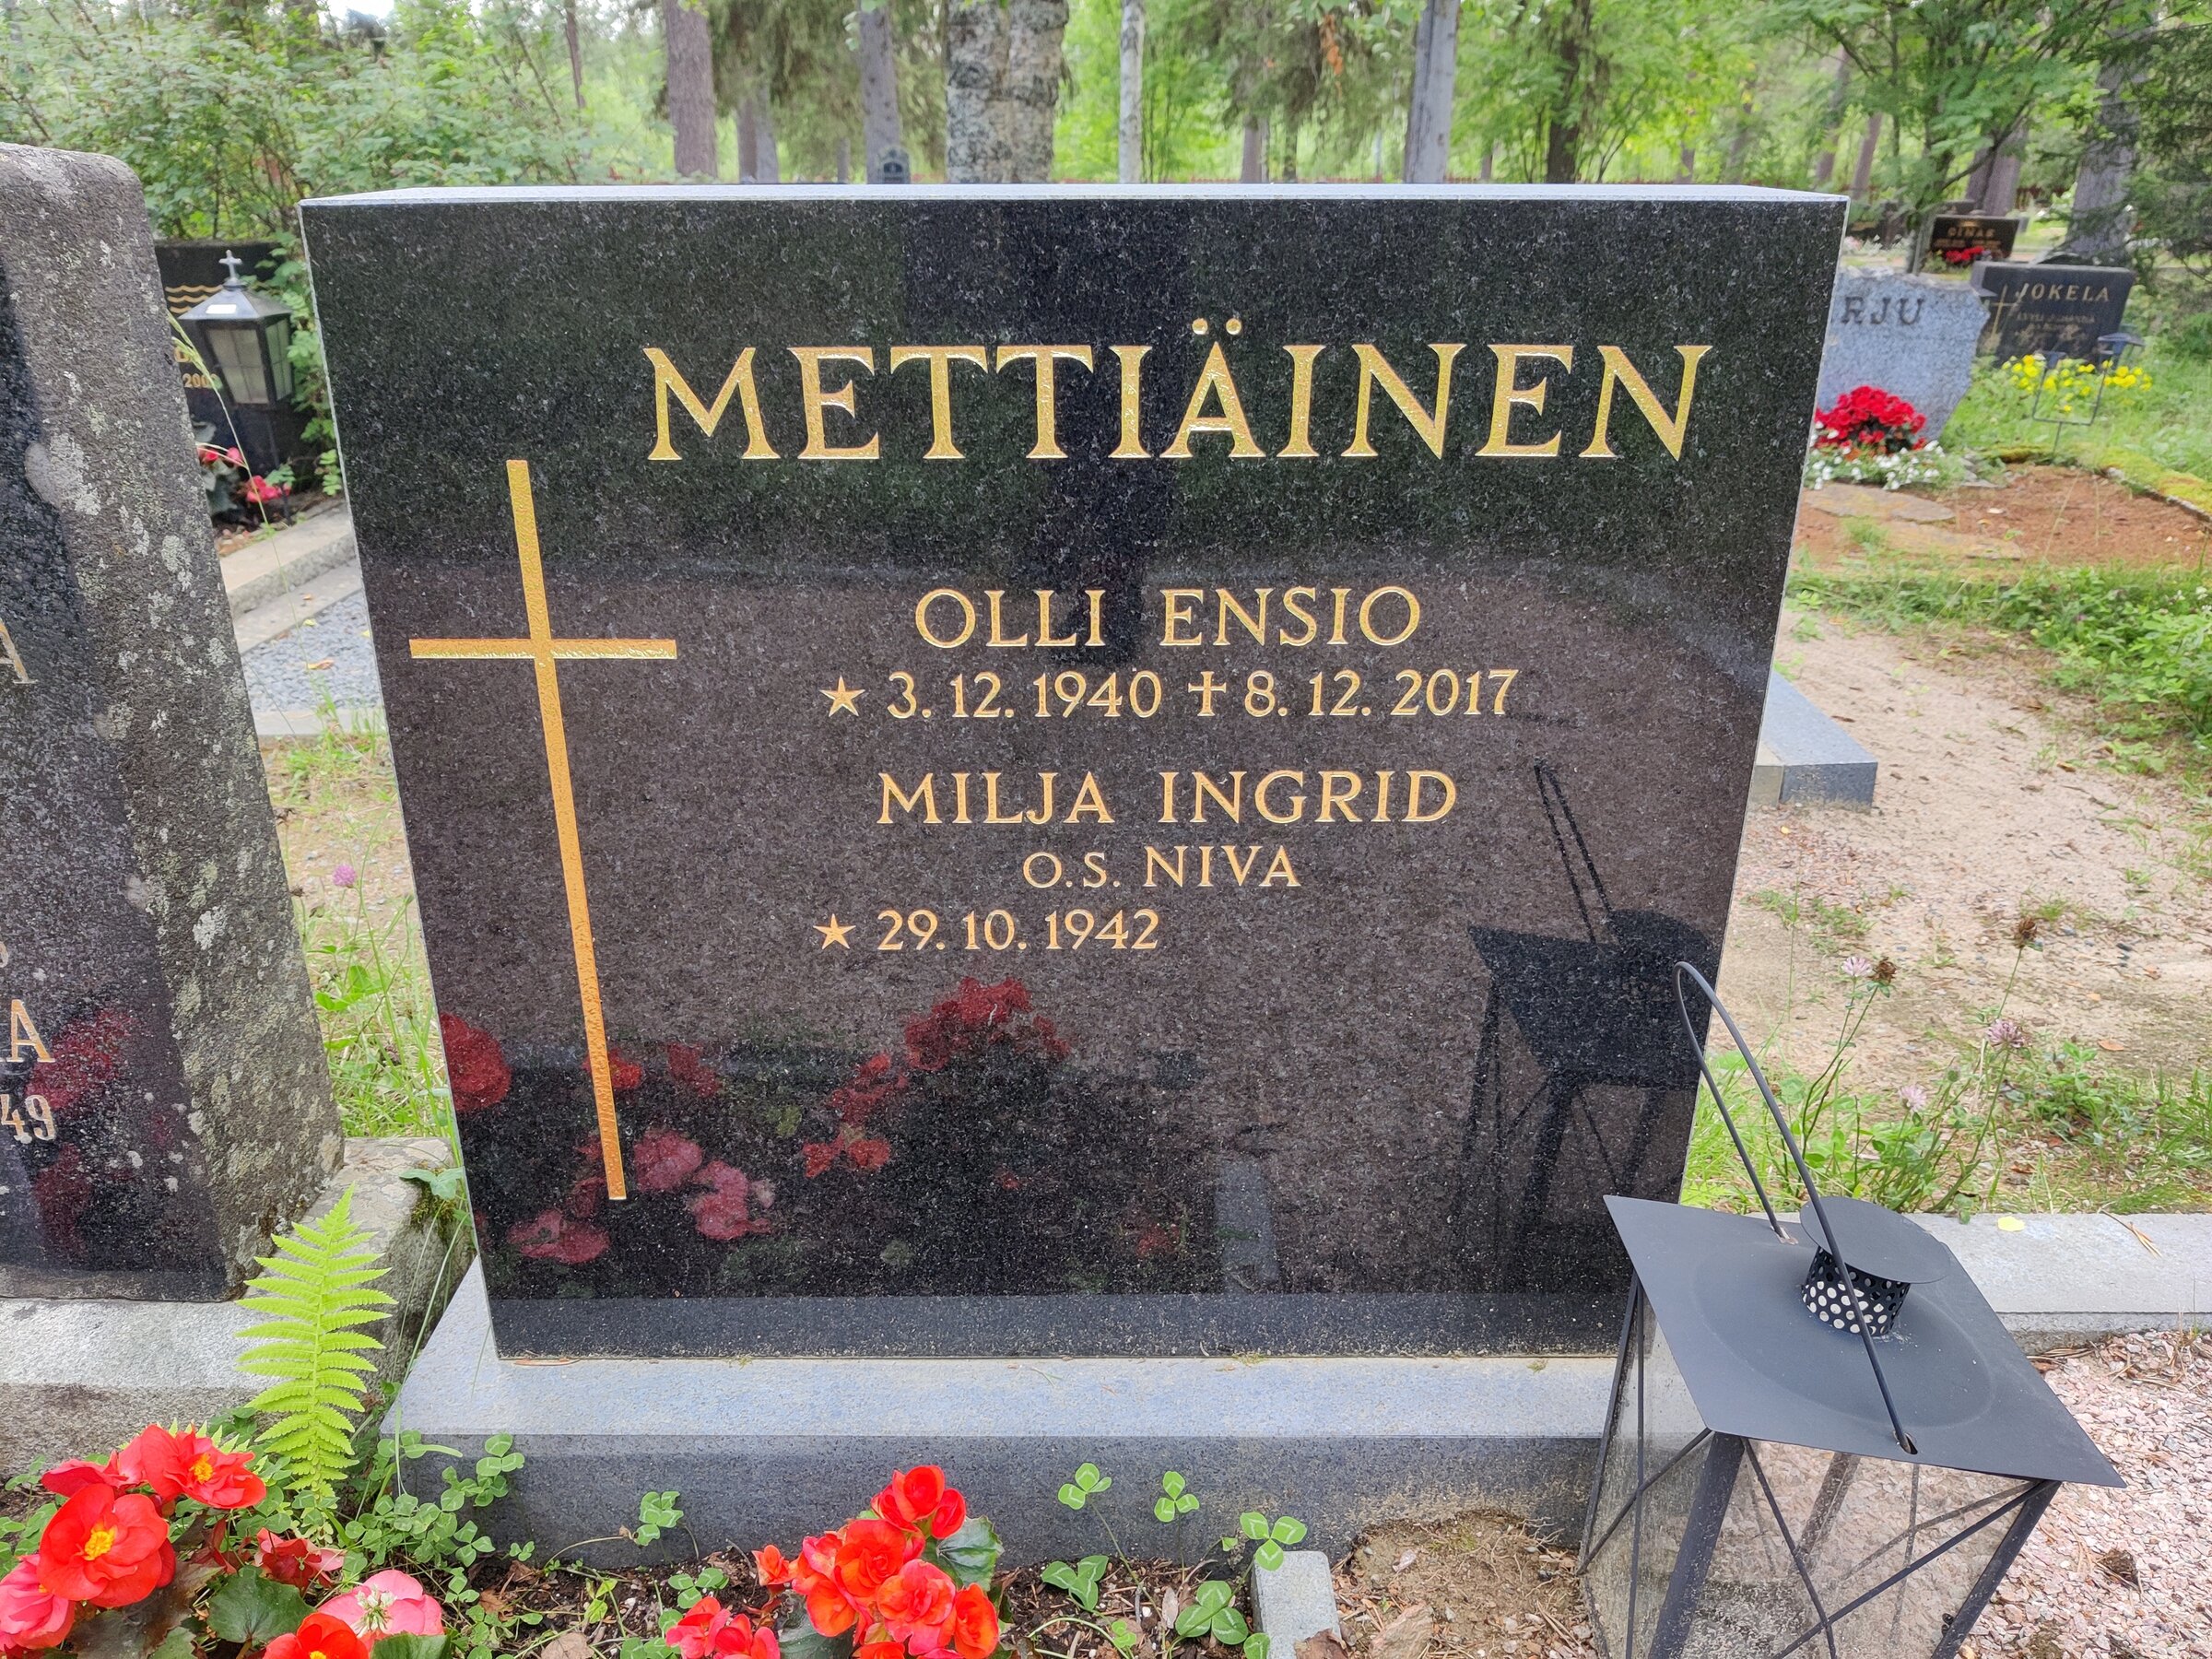 METTIÄINEN
OLLI ENSIO
★ 3. 12. 1940 ✝ 8. 12. 2017
MILJA INGRID
O.S. NIVA
★ 29. 10. 1942
JOKELA